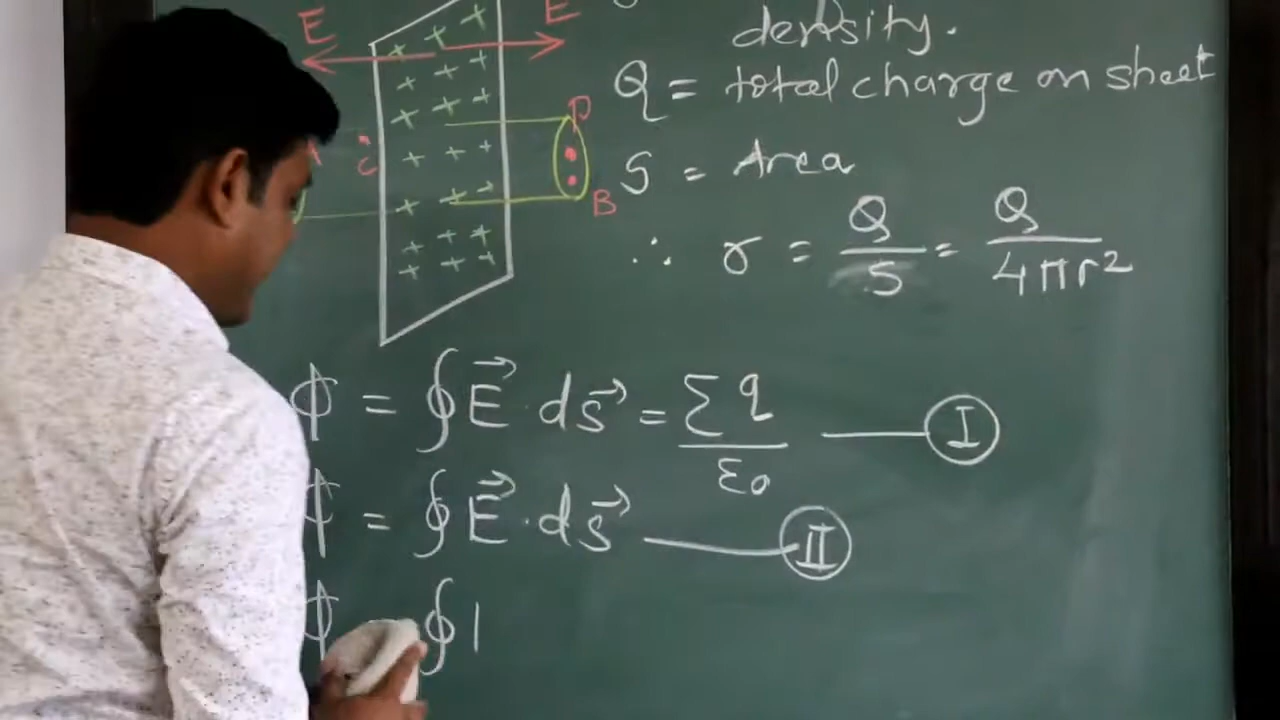 E
E
density.
Q = total charge on sheet
D
C
S = Area
B
∴ σ = Q/S = Q/4πr²
ϕ = ∮E⃗ · ds⃗ = Σq/ε₀ — I
ϕ = ∮E⃗ · ds⃗ — II
ϕ ∮